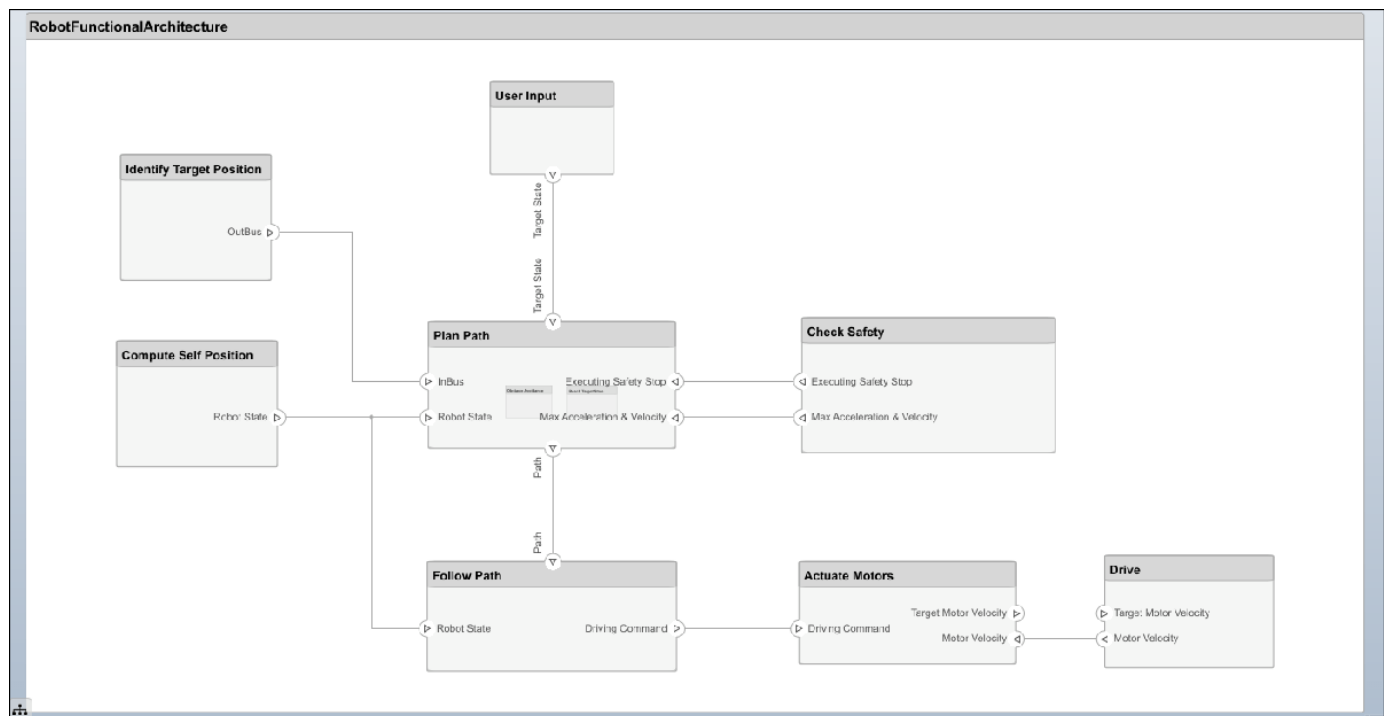 RobotFunctionalArchitecture
User Input
Target State
Target State
Identify Target Position
OutBus
Compute Self Position
Robot State
Plan Path
InBus
Executing Safety Stop
Robot State
Max Acceleration & Velocity
Check Safety
Executing Safety Stop
Max Acceleration & Velocity
Path
Path
Follow Path
Robot State
Driving Command
Actuate Motors
Target Motor Velocity
Driving Command
Motor Velocity
Drive
Target Motor Velocity
Motor Velocity